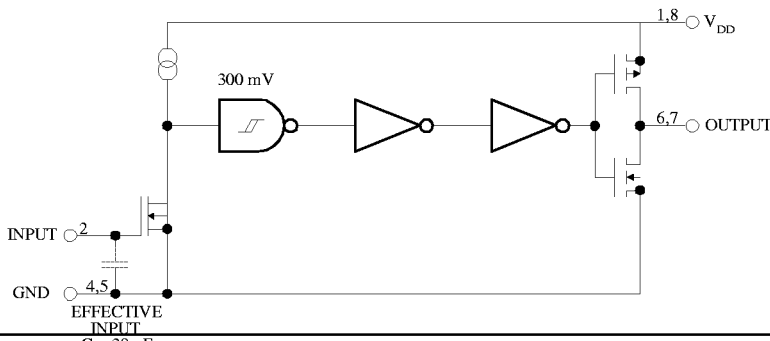 1,8
V_DD
300 mV
6,7
OUTPUT
INPUT
2
GND
4,5
EFFECTIVE
INPUT